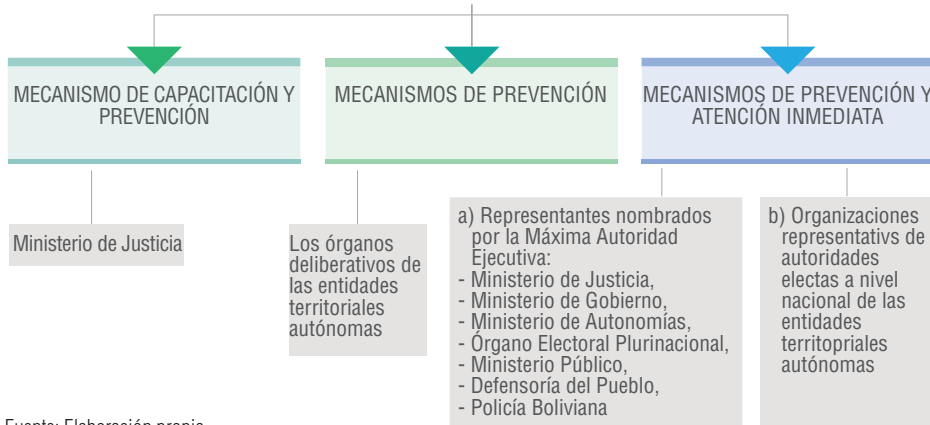 MECANISMO DE CAPACITACIÓN Y
PREVENCIÓN
MECANISMOS DE PREVENCIÓN
MECANISMOS DE PREVENCIÓN Y
ATENCIÓN INMEDIATA
Ministerio de Justicia
Los órganos
deliberativos de
las entidades
territoriales
autónomas
a) Representantes nombrados
por la Máxima Autoridad
Ejecutiva:
- Ministerio de Justicia,
- Ministerio de Gobierno,
- Ministerio de Autonomías,
- Órgano Electoral Plurinacional,
- Ministerio Público,
- Defensoría del Pueblo,
- Policía Boliviana
b) Organizaciones
representativs de
autoridades
electas a nivel
nacional de las
entidades
territopriales
autónomas
Fuente: Elaboración propia